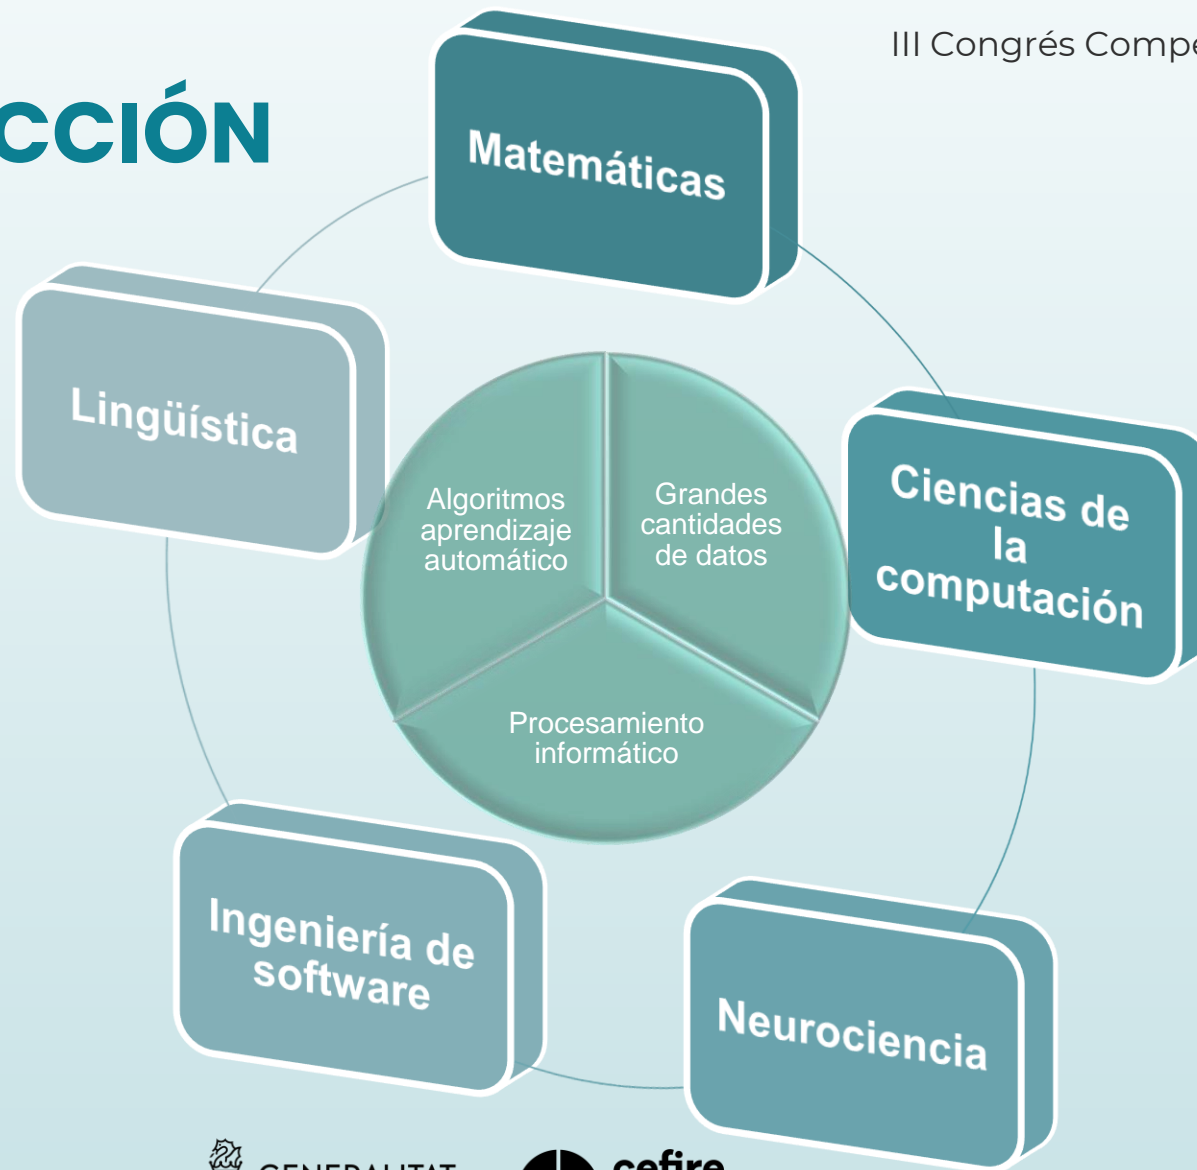 III Congrés Compe
CCIÓN
Matemáticas
Lingüística
Ciencias de
la
computación
Algoritmos
aprendizaje
automático
Grandes
cantidades
de datos
Procesamiento
informático
Ingeniería de
software
Neurociencia
GENERALITAT
cefire